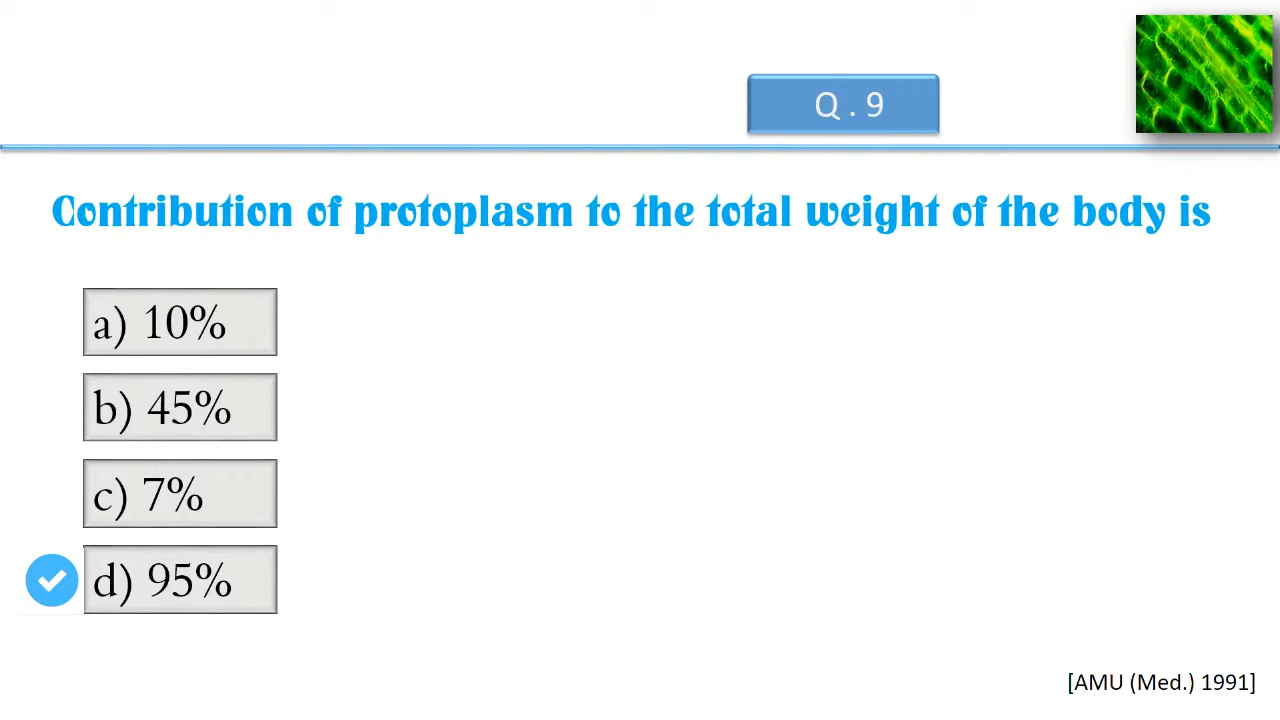 Q . 9
Contribution of protoplasm to the total weight of the body is
a) 10%
b) 45%
c) 7%
d) 95%
[AMU (Med.) 1991]